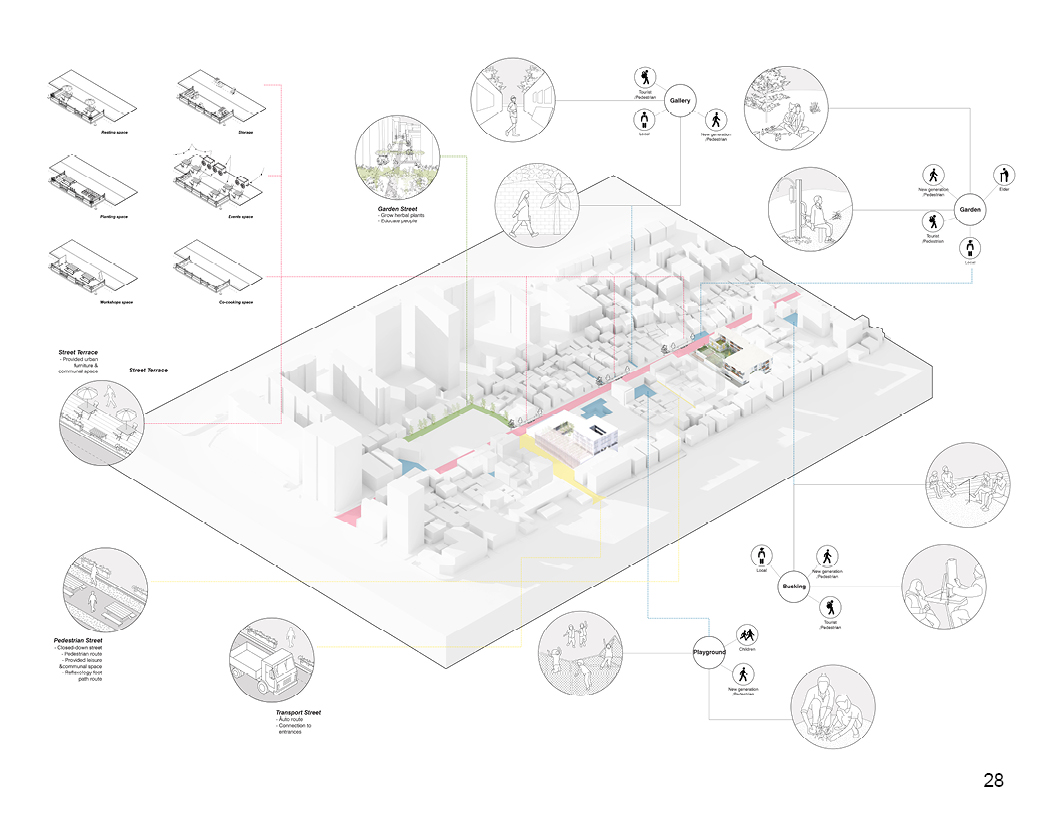 Resting space
Storage
Planting space
Events space
Workshops space
Co-cooking space
Street Terrace
- Provided urban
furniture &
communal space
Street Terrace
Garden Street
- Grow herbal plants
- Educate people
Tourist
/Pedestrian
Gallery
Local
New generation
/Pedestrian
New generation
/Pedestrian
Elder
Garden
Tourist
/Pedestrian
Local
Pedestrian Street
- Closed-down street
- Pedestrian route
- Provided leisure
&communal space
- Reflexology foot
path route
Transport Street
- Auto route
- Connection to
entrances
Local
New generation
/Pedestrian
Busking
Tourist
/Pedestrian
Playground
Children
New generation
/Pedestrian
28